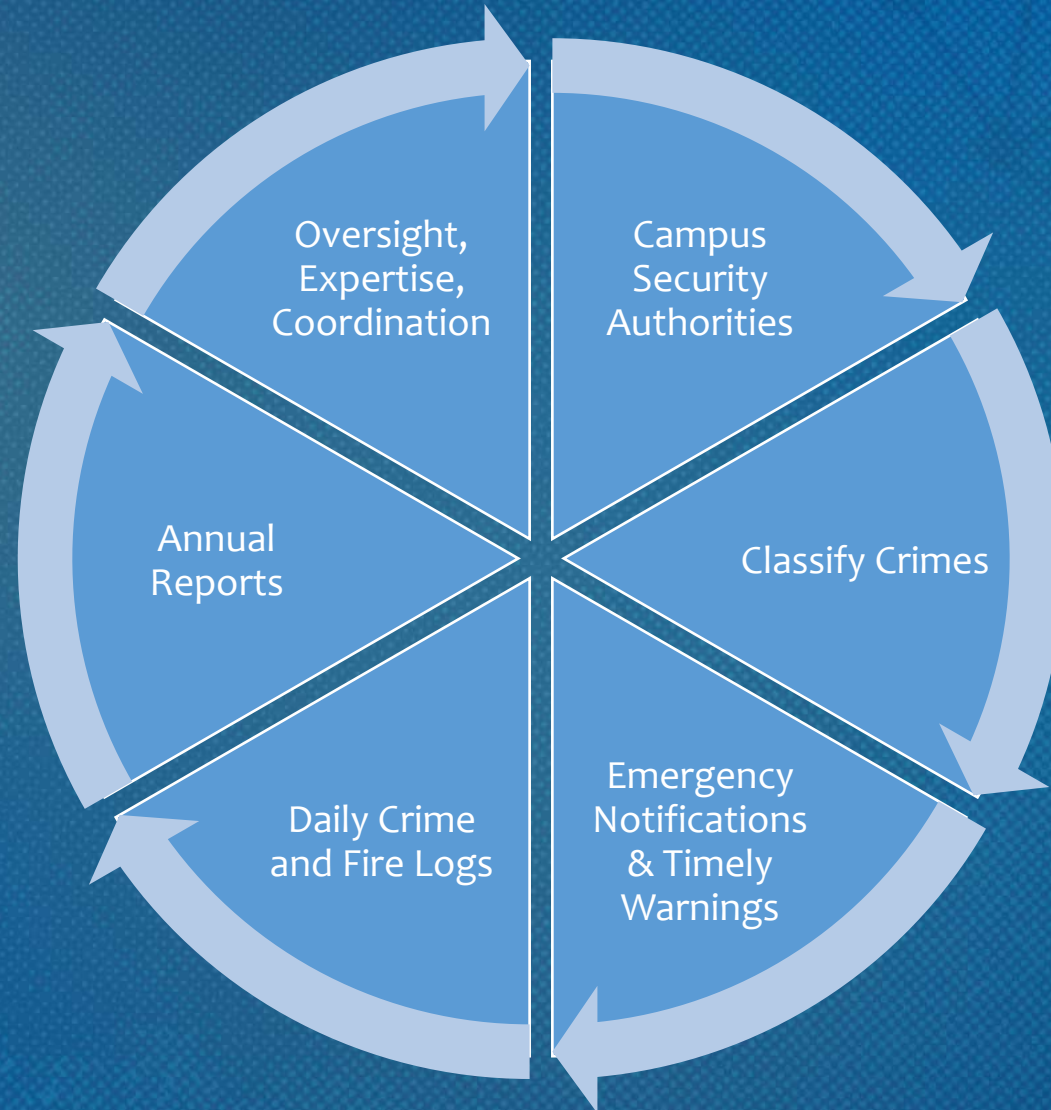 Oversight,
Expertise,
Coordination
Campus
Security
Authorities
Annual
Reports
Classify Crimes
Daily Crime
and Fire Logs
Emergency
Notifications
& Timely
Warnings